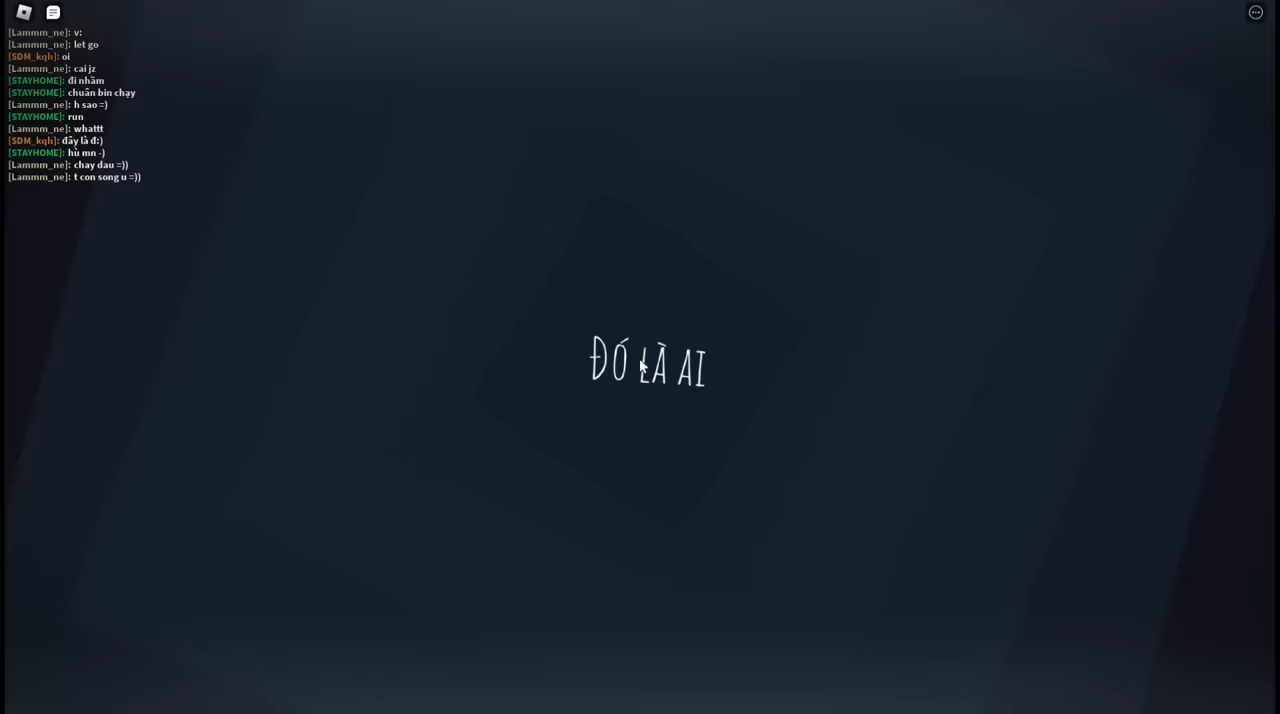 [Lammm_ne]: v:
[Lammm_ne]: let go
[SDM_kqh]: oi
[Lammm_ne]: cai jz
[STAYHOME]: đi nhầm
[STAYHOME]: chuẩn bin chạy
[Lammm_ne]: h sao =)
[STAYHOME]: run
[Lammm_ne]: whattt
[SDM_kqh]: đây là đ:)
[STAYHOME]: hù mn -)
[Lammm_ne]: chay dau =))
[Lammm_ne]: t con song u =))
ĐÓ LÀ AI